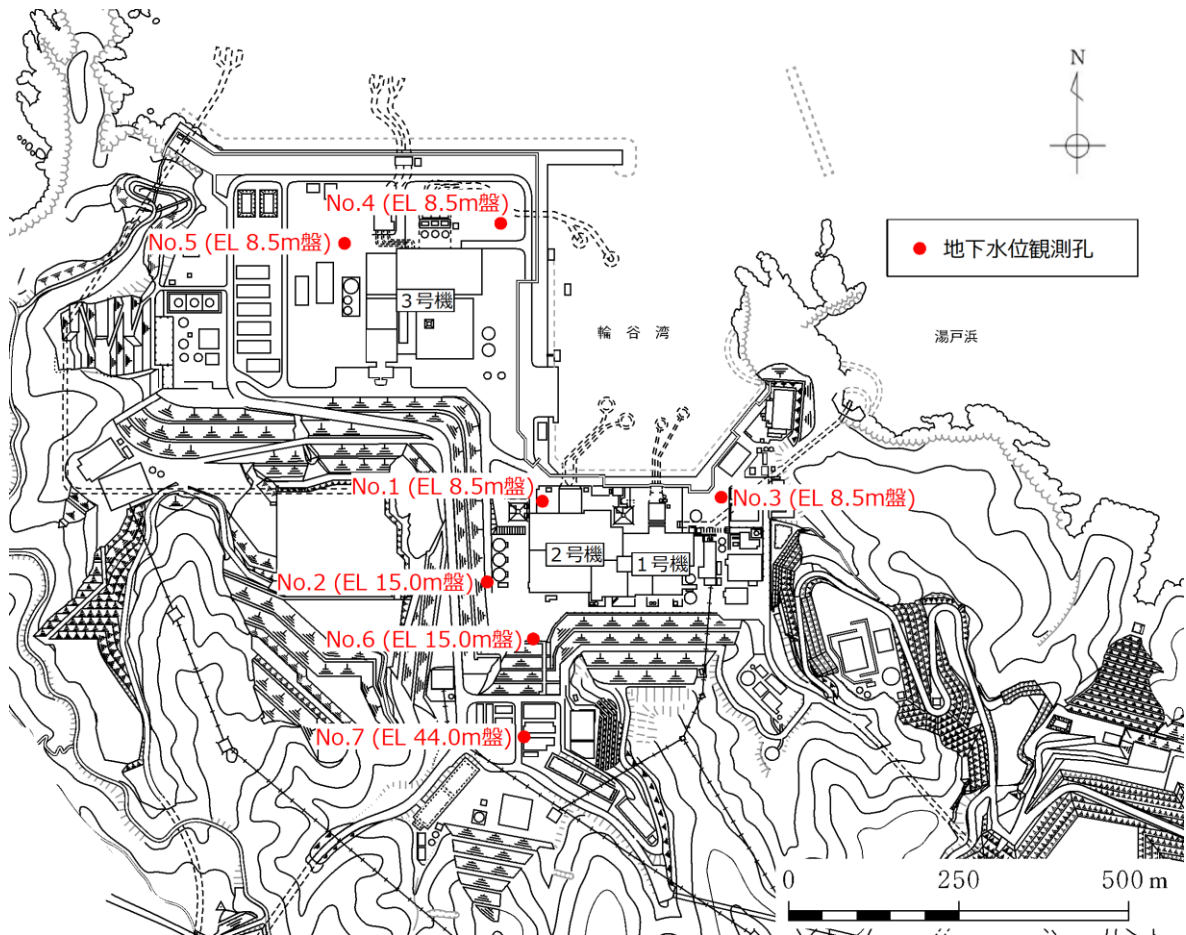 N
No.4 (EL 8.5m盤)
No.5 (EL 8.5m盤)
地下水位観測孔
3号機
輪谷湾
湯戸浜
No.1 (EL 8.5m盤)
No.3 (EL 8.5m盤)
2号機
1号機
No.2 (EL 15.0m盤)
No.6 (EL 15.0m盤)
No.7 (EL 44.0m盤)
0 250 500 m